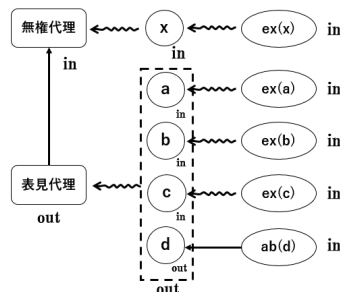 無権代理
x
ex(x)
in
in
in
a
ex(a)
in
in
b
ex(b)
in
in
表見代理
c
ex(c)
in
out
in
d
ab(d)
in
out
out